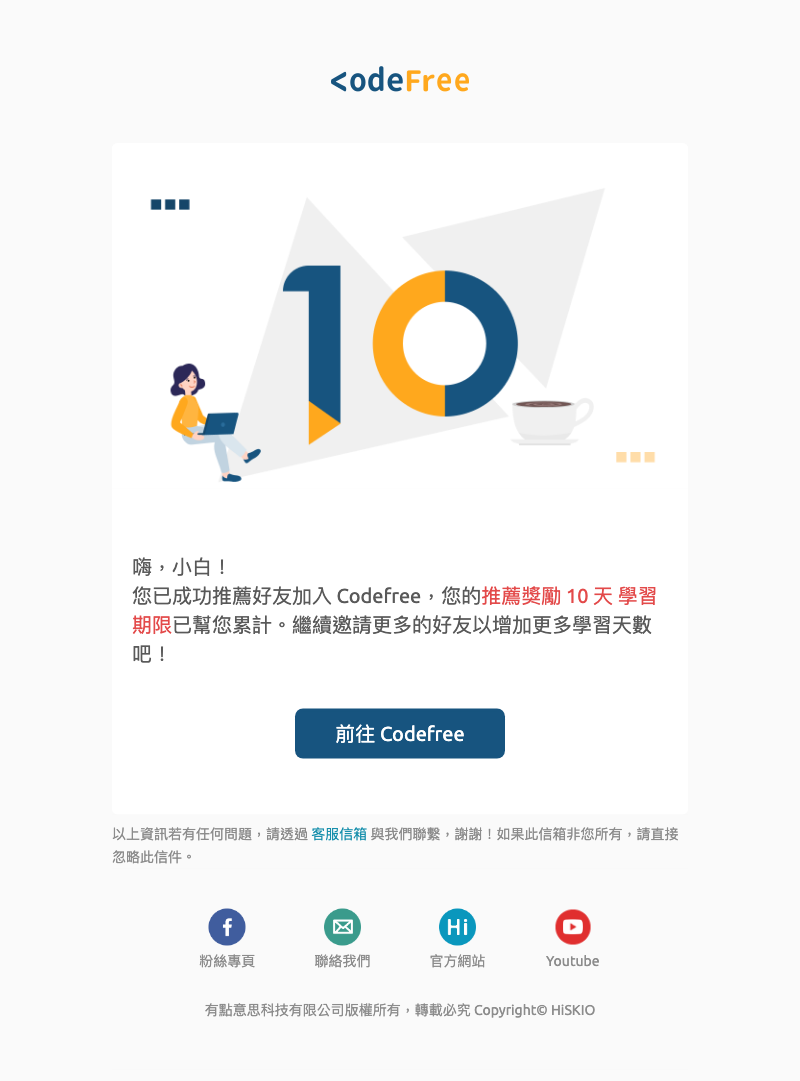 <odeFree
10
嗨，小白！
您已成功推薦好友加入 Codefree，您的推薦獎勵 10 天 學習
期限已幫您累計。繼續邀請更多的好友以增加更多學習天數
吧！
前往 Codefree
以上資訊若有任何問題，請透過 客服信箱 與我們聯繫，謝謝！如果此信箱非您所有，請直接
忽略此信件。
f Hi
粉絲專頁 聯絡我們 官方網站 Youtube
有點意思科技有限公司版權所有，轉載必究 Copyright© HiSKIO